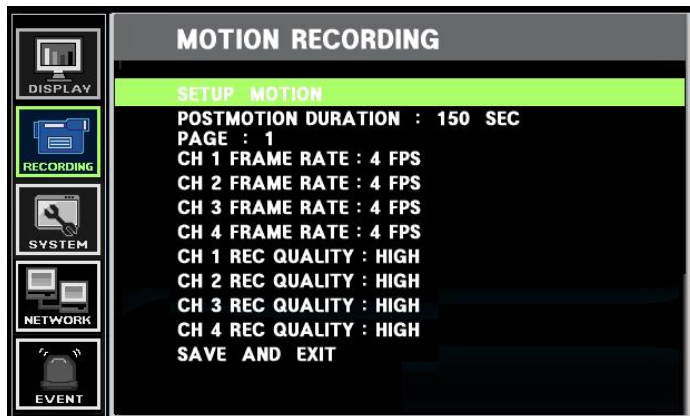 MOTION RECORDING
DISPLAY
RECORDING
SYSTEM
NETWORK
EVENT
SETUP MOTION
POSTMOTION DURATION : 150 SEC
PAGE : 1
CH 1 FRAME RATE : 4 FPS
CH 2 FRAME RATE : 4 FPS
CH 3 FRAME RATE : 4 FPS
CH 4 FRAME RATE : 4 FPS
CH 1 REC QUALITY : HIGH
CH 2 REC QUALITY : HIGH
CH 3 REC QUALITY : HIGH
CH 4 REC QUALITY : HIGH
SAVE AND EXIT